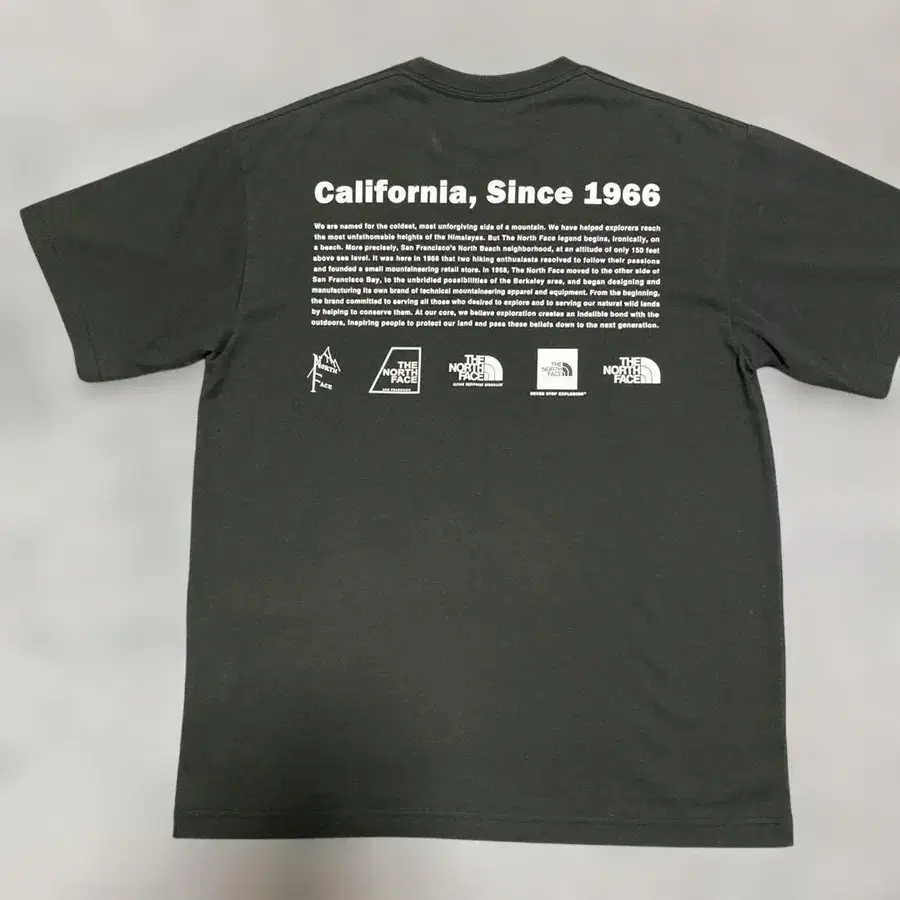 California, Since 1966
We are named for the coldest, most unforgiving side of a mountain. We have helped explorers reach
the most unfathomable heights of the Himalayas. But The North Face legend begins, ironically, on
a beach. More precisely, San Francisco's North Beach neighborhood, at an altitude of only 150 feet
above sea level. It was here in 1966 that two hiking enthusiasts resolved to follow their passions
and founded a small mountaineering retail store. In 1968, The North Face moved to the other side of
San Francisco Bay, to the unbridled possibilities of the Berkeley area, and began designing and
manufacturing its own brand of technical mountaineering apparel and equipment. From the beginning,
the brand committed to serving all those who desired to explore and to serving our natural wild lands
by helping to conserve them. At our core, we believe exploration creates an indelible bond with the
outdoors, inspiring people to protect our land and pass these beliefs down to the next generation.
The
North
Face
THE
NORTH
FACE
SAN FRANCISCO
THE
NORTH
FACE
THE
NORTH
FACE
NEVER STOP EXPLORING
THE
NORTH
FACE